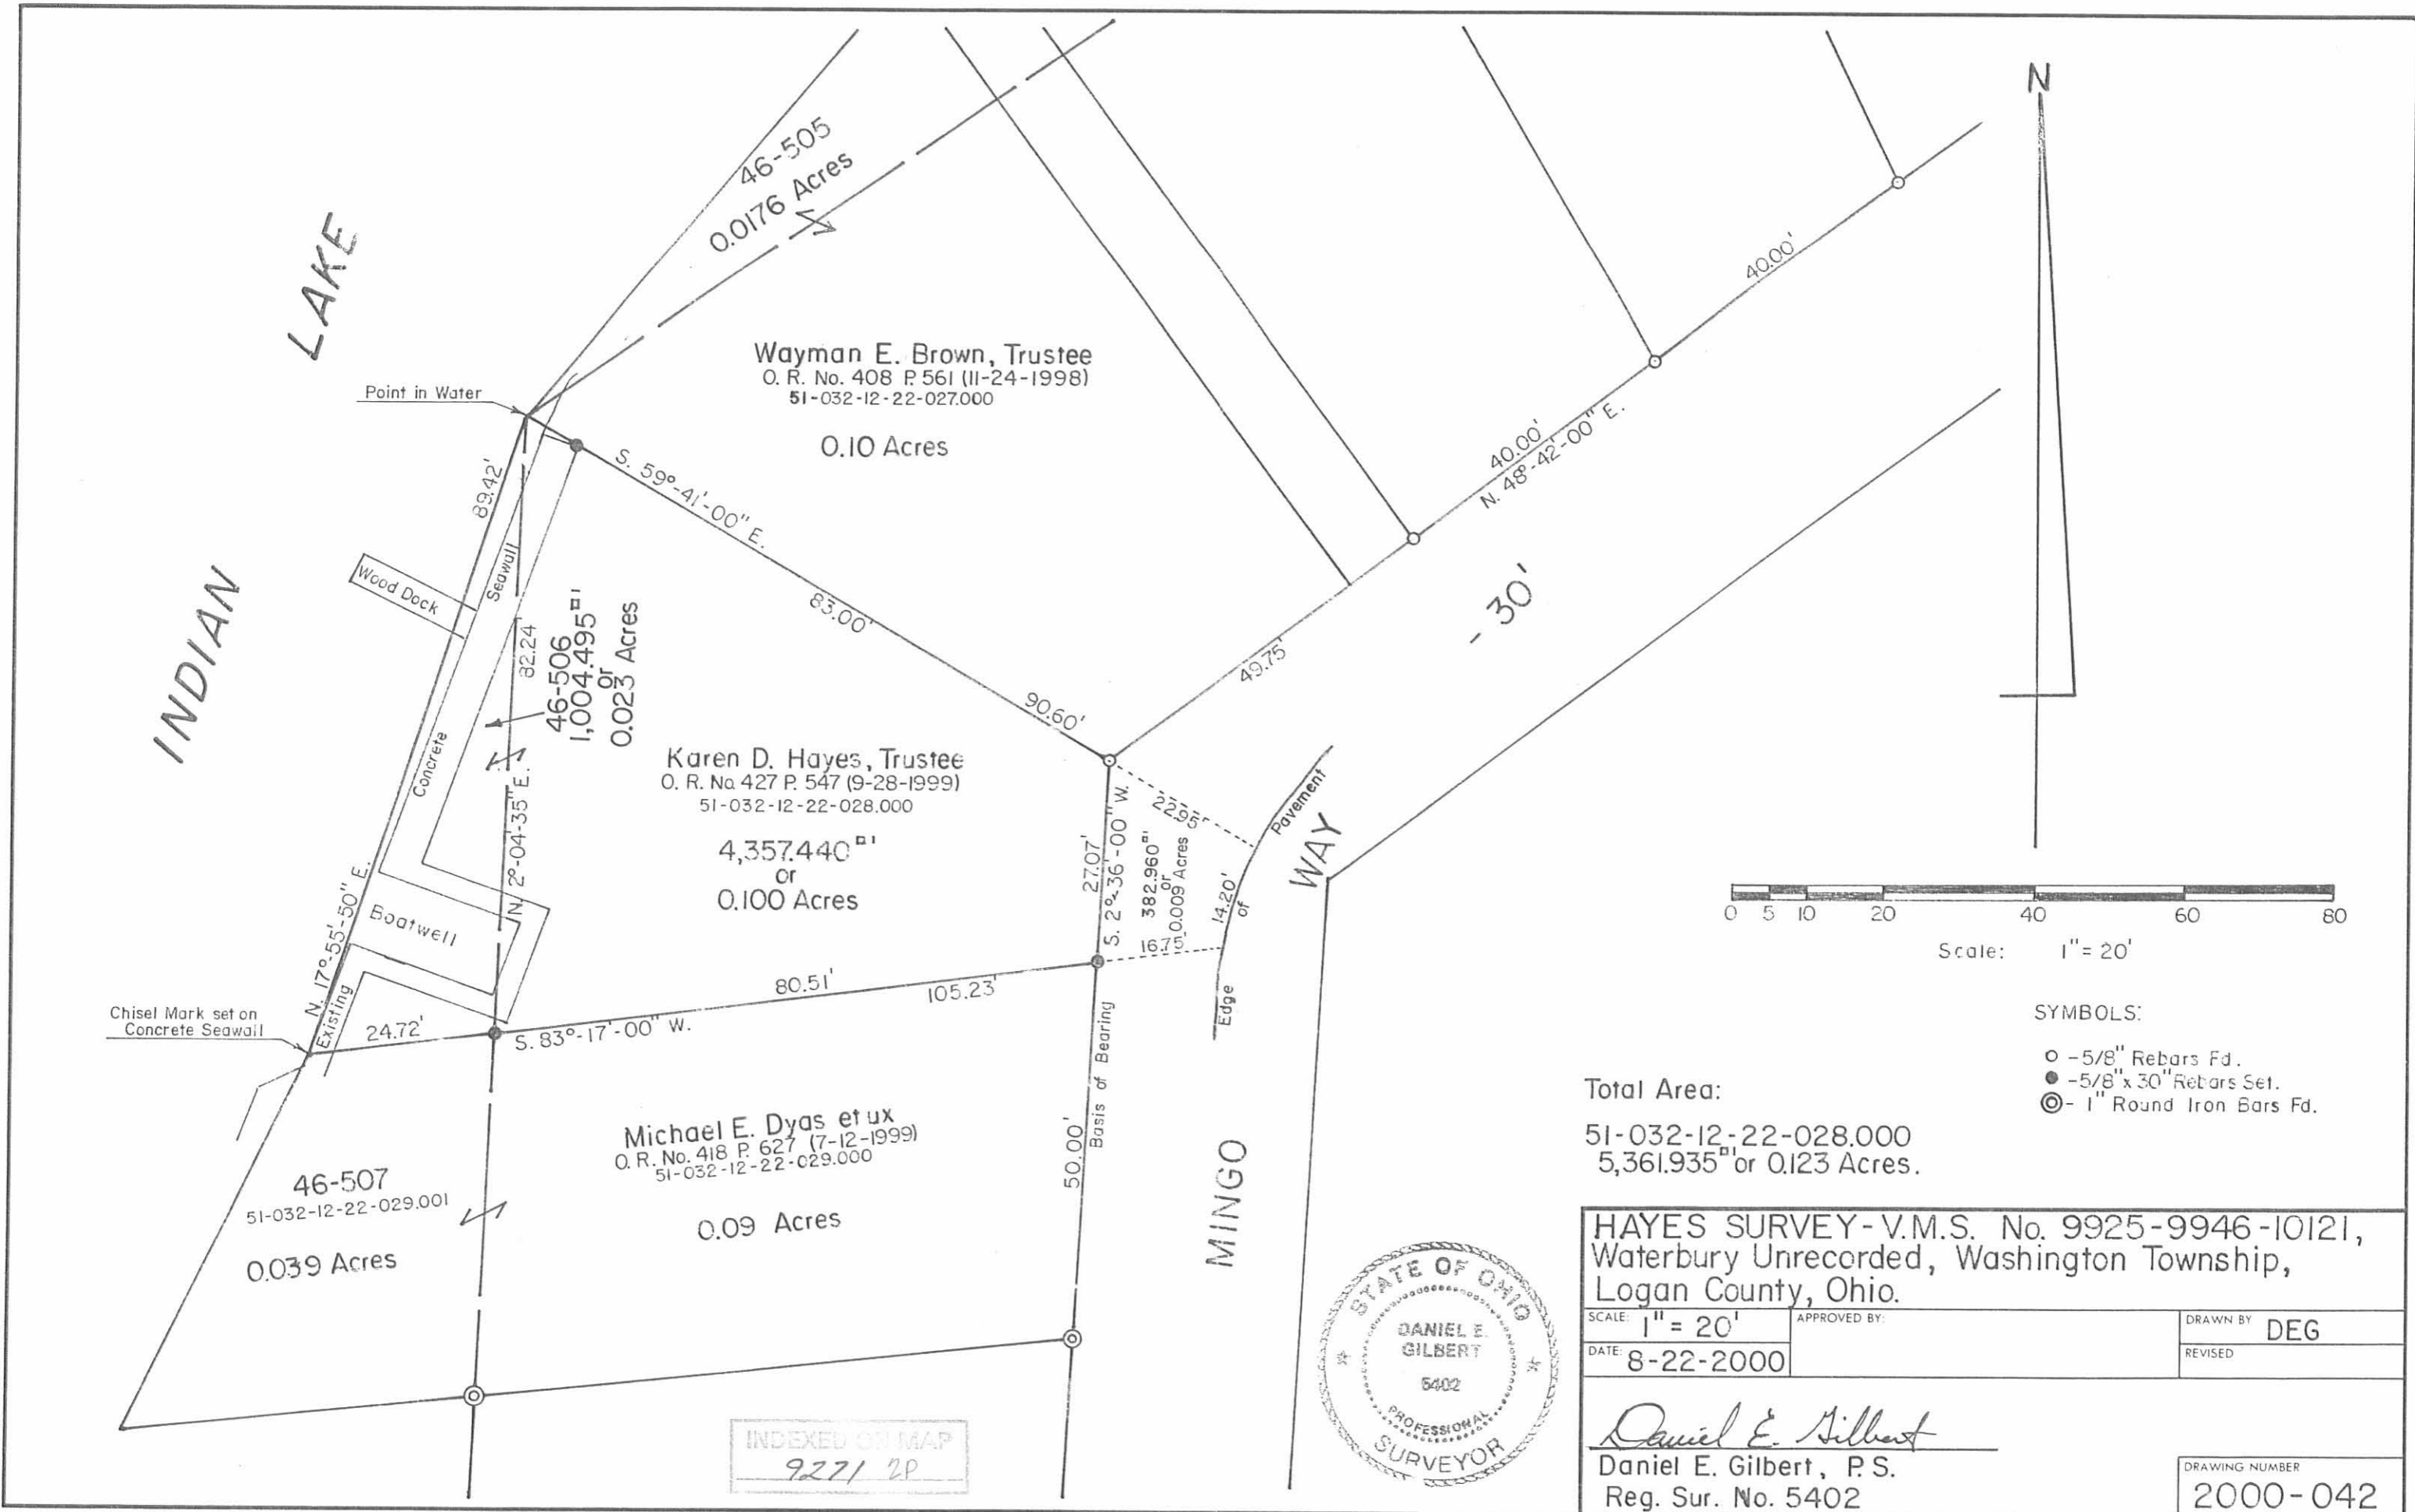 46-505
0.0176 Acres
N
LAKE
INDIAN
Point in Water
Wayman E. Brown, Trustee
O. R. No. 408 P. 561 (11-24-1998)
51-032-12-22-027.000
0.10 Acres
40.00'
40.00'
N. 48°-42'-00" E.
- 30'
49.75'
S. 59°-41'-00" E.
83.00'
90.60'
89.42'
Wood Dock
Seawall
Concrete
82.24'
46-506
1,004.495 □'
or
0.023 Acres
N. 2°-04'-35" E.
Karen D. Hayes, Trustee
O. R. No. 427 P. 547 (9-28-1999)
51-032-12-22-028.000
4,357.440 □'
or
0.100 Acres
27.07'
S. 2°-36'-00" W.
22.95'
382.960 □'
or
0.009 Acres
14.20'
16.75'
Edge of Pavement
MINGO WAY
N. 17°-55'-50" E.
Boatwell
Existing
Chisel Mark set on
Concrete Seawall
24.72'
S. 83°-17'-00" W.
80.51'
105.23'
50.00'
Basis of Bearing
Michael E. Dyas et ux
O. R. No. 418 P. 627 (7-12-1999)
51-032-12-22-029.000
0.09 Acres
46-507
51-032-12-22-029.001
0.039 Acres
0 5 10 20 40 60 80
Scale: 1" = 20'
SYMBOLS:
○ -5/8" Rebars Fd.
● -5/8" x 30" Rebars Set.
◎ - 1" Round Iron Bars Fd.
Total Area:
51-032-12-22-028.000
5,361.935 □' or 0.123 Acres.
HAYES SURVEY-V.M.S. No. 9925-9946-10121,
Waterbury Unrecorded, Washington Township,
Logan County, Ohio.
SCALE: 1" = 20'
APPROVED BY:
DRAWN BY DEG
DATE: 8-22-2000
REVISED
Daniel E. Gilbert
Daniel E. Gilbert, P.S.
Reg. Sur. No. 5402
DRAWING NUMBER
2000-042
STATE OF OHIO
DANIEL E.
GILBERT
5402
PROFESSIONAL
SURVEYOR
INDEXED ON MAP
9271 2P